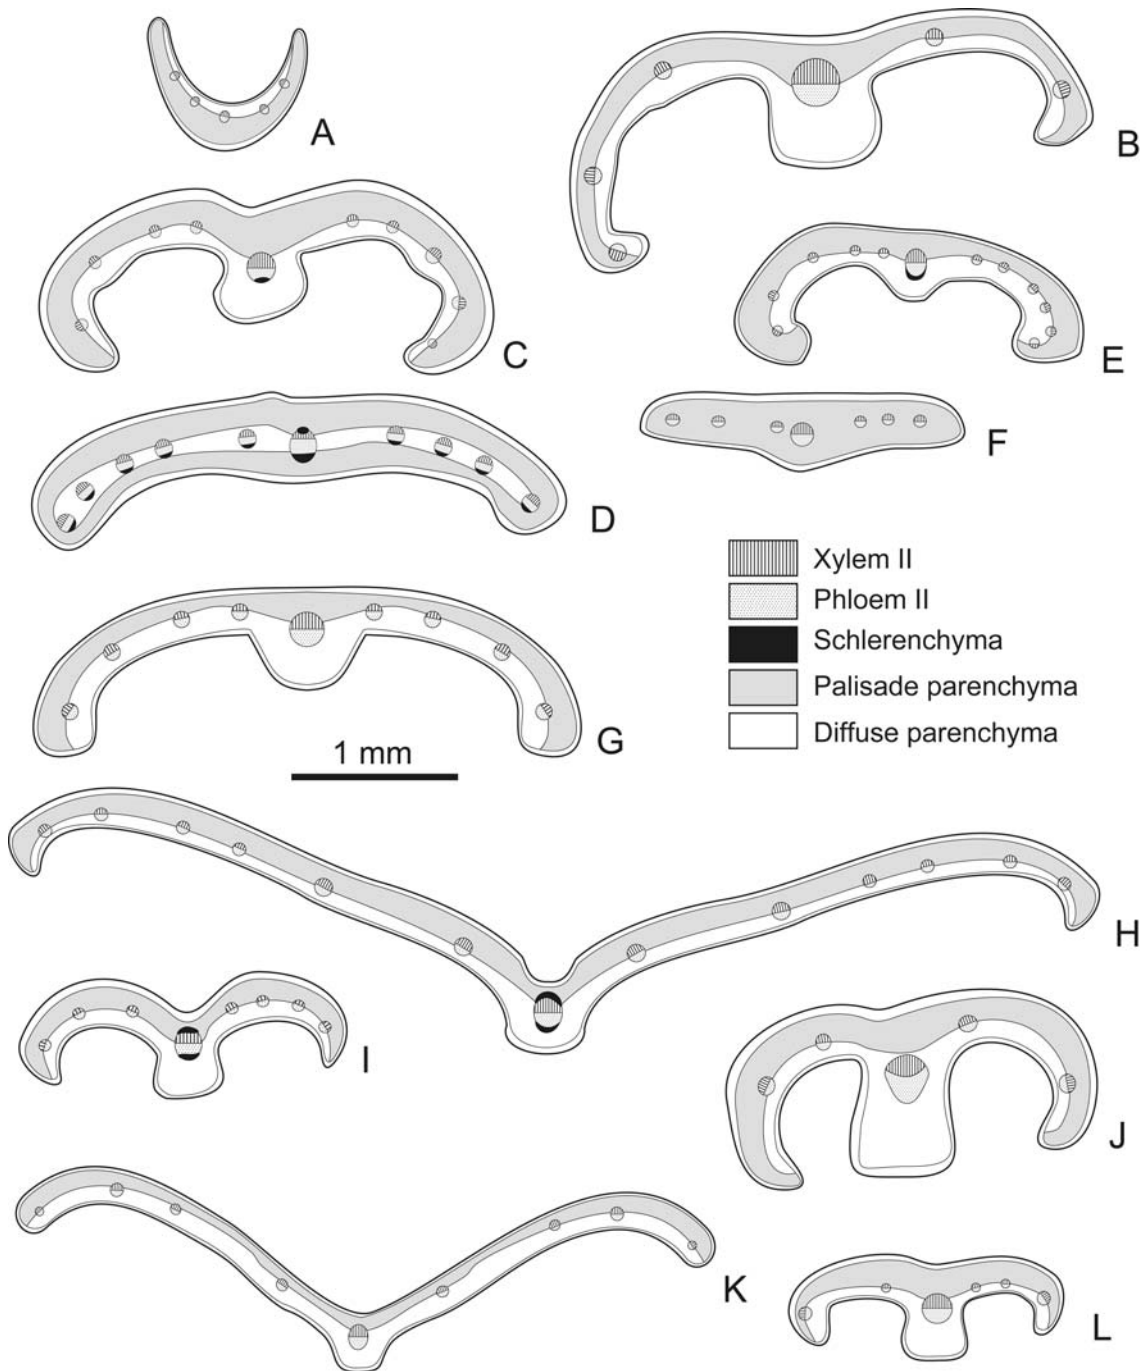 A
B
C
E
F
D
Xylem II
Phloem II
Schlerenchyma
Palisade parenchyma
Diffuse parenchyma
G
1 mm
H
I
J
K
L